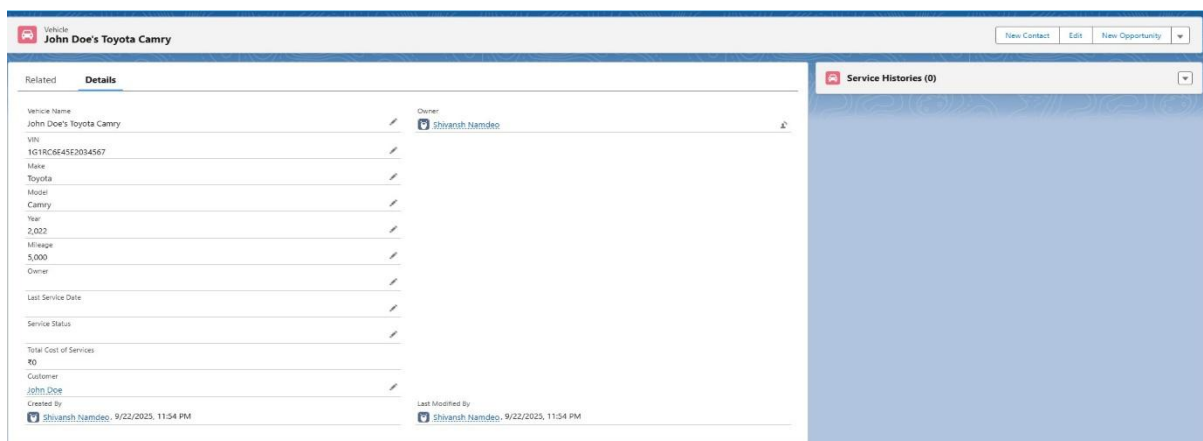 Vehicle
John Doe's Toyota Camry
New Contact
Edit
New Opportunity
Related
Details
Service Histories (0)
Vehicle Name
John Doe's Toyota Camry
Owner
Shivansh Namdeo
VIN
1G1RC6E45E2034567
Make
Toyota
Model
Camry
Year
2,022
Mileage
5,000
Owner
Last Service Date
Service Status
Total Cost of Services
₹0
Customer
John Doe
Created By
Shivansh Namdeo, 9/22/2025, 11:54 PM
Last Modified By
Shivansh Namdeo, 9/22/2025, 11:54 PM